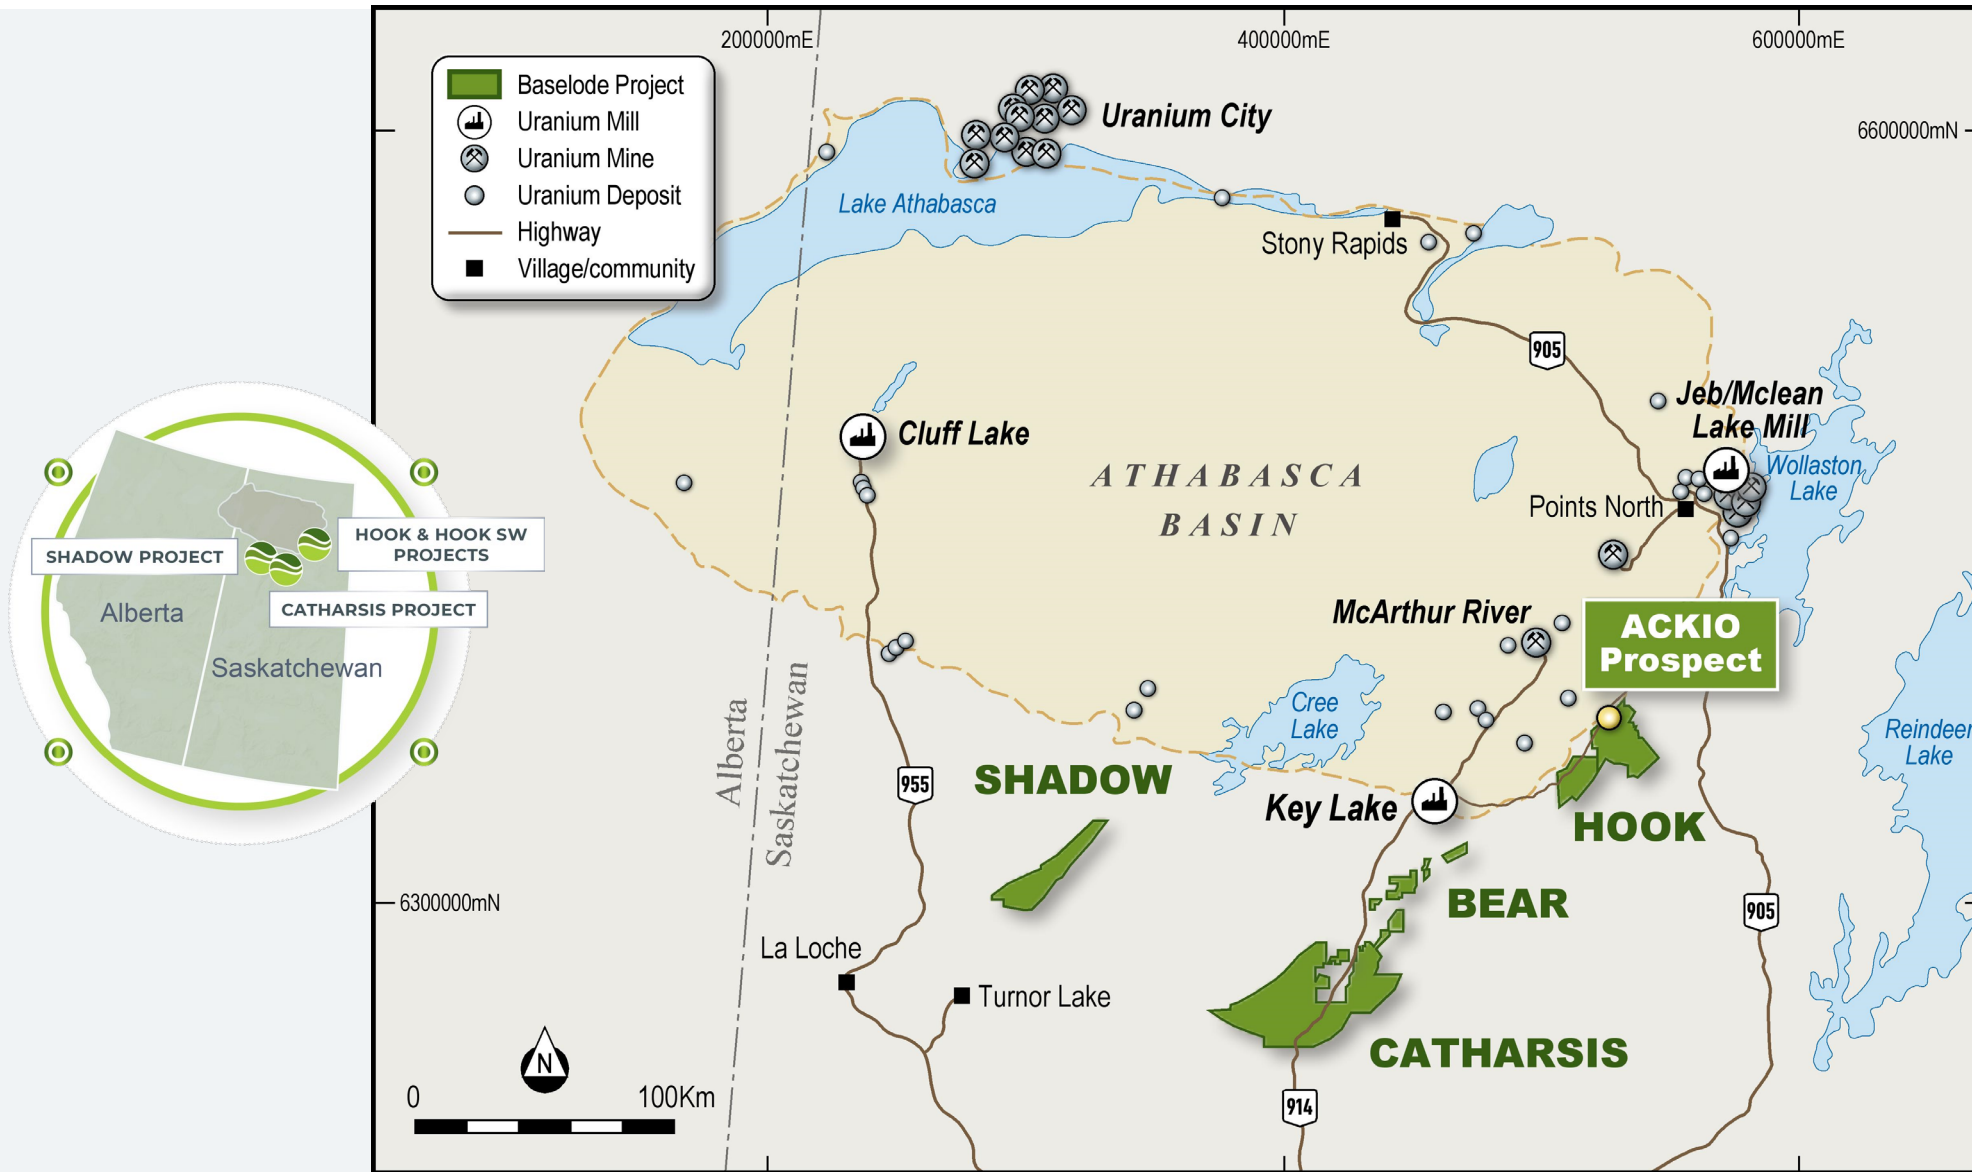 200000mE
400000mE
600000mE
Baselode Project
Uranium Mill
Uranium Mine
Uranium Deposit
Highway
Village/community
Uranium City
6600000mN
Lake Athabasca
Stony Rapids
905
Jeb/Mclean
Lake Mill
Cluff Lake
ATHABASCA
BASIN
Wollaston
Lake
Points North
SHADOW PROJECT
HOOK & HOOK SW
PROJECTS
CATHARSIS PROJECT
Alberta
Saskatchewan
McArthur River
ACKIO
Prospect
Cree
Lake
Reindeer
Lake
Alberta
Saskatchewan
955
SHADOW
Key Lake
HOOK
BEAR
6300000mN
905
La Loche
Turnor Lake
CATHARSIS
N
0
100Km
914